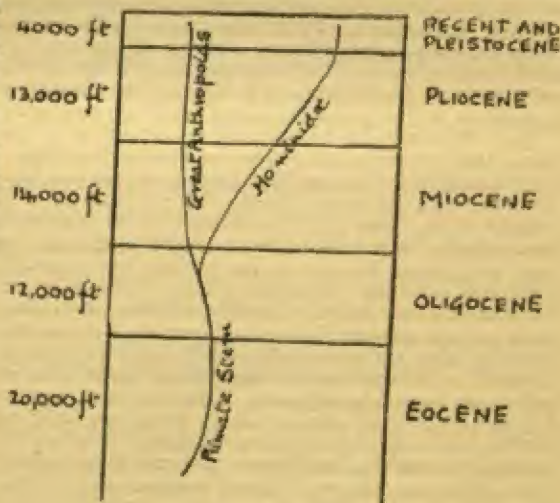 4000 ft
RECENT AND
PLEISTOCENE
13,000 ft
PLIOCENE
Great Anthropoids
Hominidæ
14,000 ft
MIOCENE
12,000 ft
OLIGOCENE
Primate Stem
20,000 ft
EOCENE